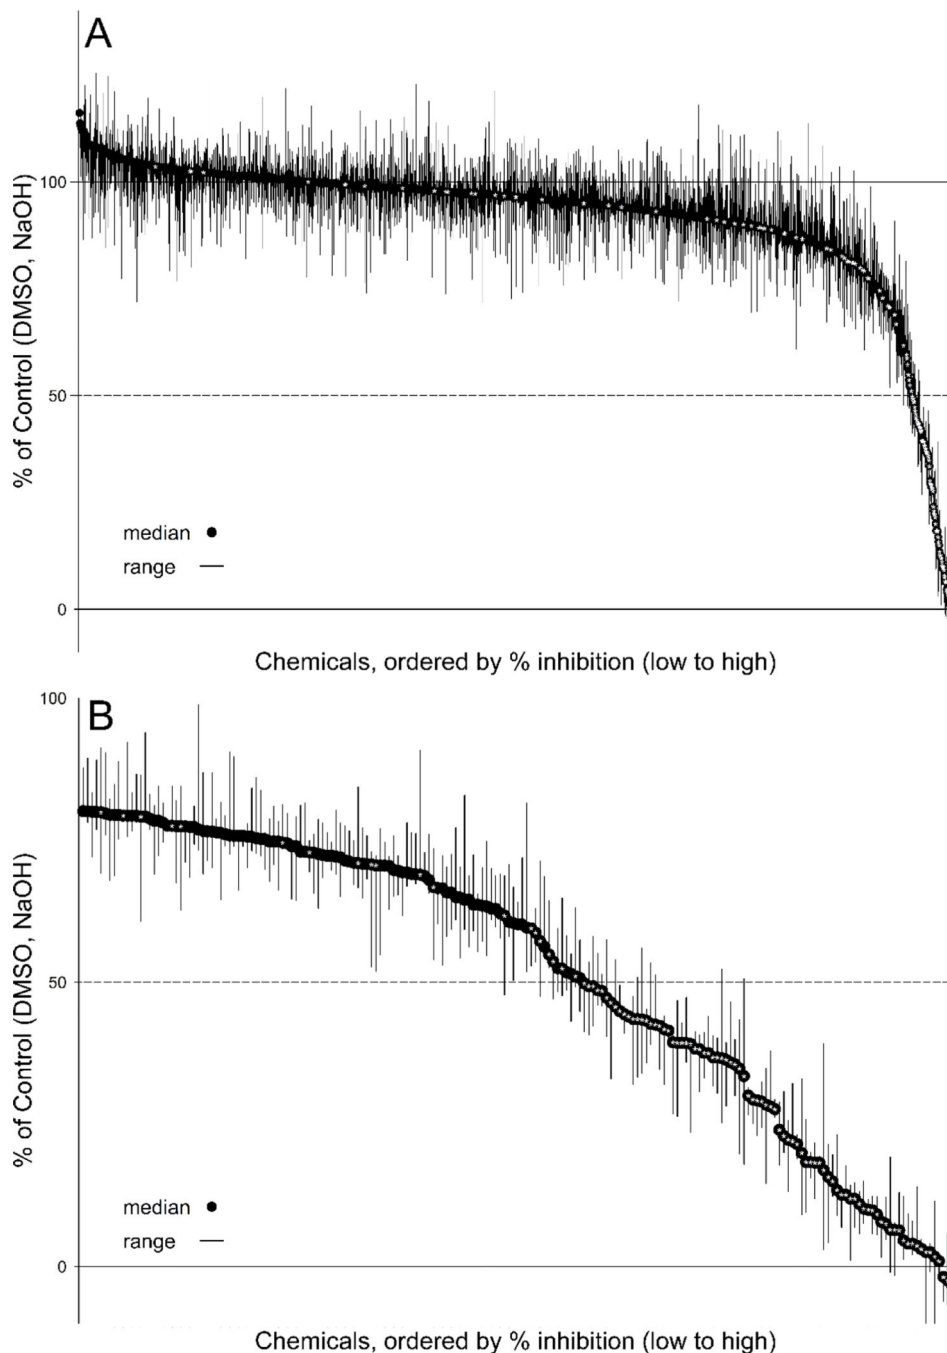 A
% of Control (DMSO, NaOH)
100
50
0
median
range
Chemicals, ordered by % inhibition (low to high)
B
% of Control (DMSO, NaOH)
100
50
0
median
range
Chemicals, ordered by % inhibition (low to high)